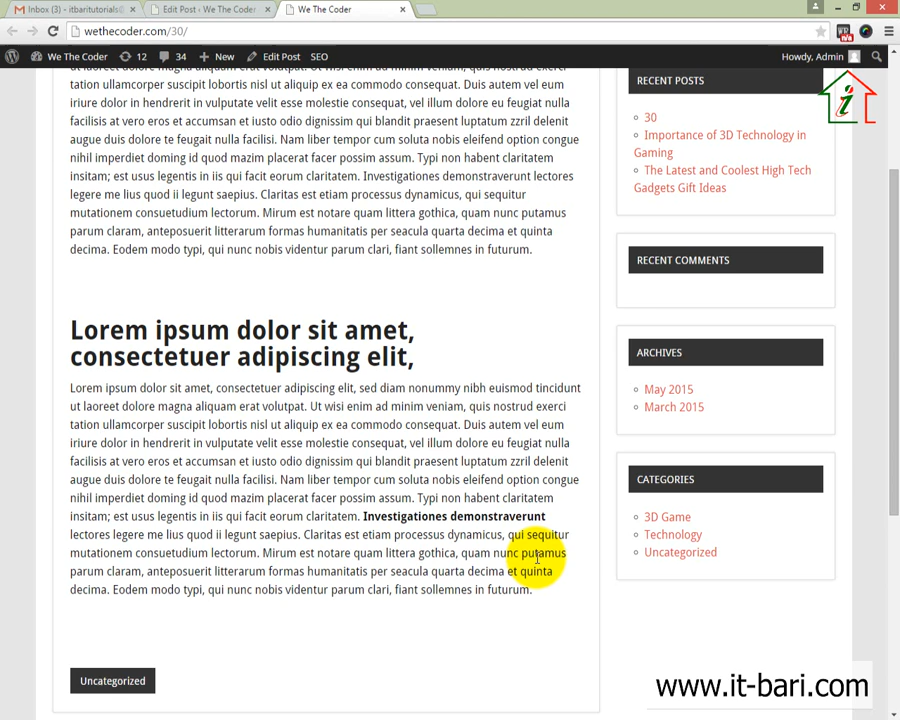 Inbox (3) - itbaritutorials@
Edit Post ‹ We The Coder
We The Coder
wethecoder.com/30/
We The Coder
12
34
New
Edit Post
SEO
Howdy, Admin
ut laoreet dolore magna aliquam erat volutpat. Ut wisi enim ad minim veniam, quis nostrud exerci
tation ullamcorper suscipit lobortis nisl ut aliquip ex ea commodo consequat. Duis autem vel eum
iriure dolor in hendrerit in vulputate velit esse molestie consequat, vel illum dolore eu feugiat nulla
facilisis at vero eros et accumsan et iusto odio dignissim qui blandit praesent luptatum zzril delenit
augue duis dolore te feugait nulla facilisi. Nam liber tempor cum soluta nobis eleifend option congue
nihil imperdiet doming id quod mazim placerat facer possim assum. Typi non habent claritatem
insitam; est usus legentis in iis qui facit eorum claritatem. Investigationes demonstraverunt lectores
legere me lius quod ii legunt saepius. Claritas est etiam processus dynamicus, qui sequitur
mutationem consuetudium lectorum. Mirum est notare quam littera gothica, quam nunc putamus
parum claram, anteposuerit litterarum formas humanitatis per seacula quarta decima et quinta
decima. Eodem modo typi, qui nunc nobis videntur parum clari, fiant sollemnes in futurum.
Lorem ipsum dolor sit amet,
consectetuer adipiscing elit,
Lorem ipsum dolor sit amet, consectetuer adipiscing elit, sed diam nonummy nibh euismod tincidunt
ut laoreet dolore magna aliquam erat volutpat. Ut wisi enim ad minim veniam, quis nostrud exerci
tation ullamcorper suscipit lobortis nisl ut aliquip ex ea commodo consequat. Duis autem vel eum
iriure dolor in hendrerit in vulputate velit esse molestie consequat, vel illum dolore eu feugiat nulla
facilisis at vero eros et accumsan et iusto odio dignissim qui blandit praesent luptatum zzril delenit
augue duis dolore te feugait nulla facilisi. Nam liber tempor cum soluta nobis eleifend option congue
nihil imperdiet doming id quod mazim placerat facer possim assum. Typi non habent claritatem
insitam; est usus legentis in iis qui facit eorum claritatem. Investigationes demonstraverunt
lectores legere me lius quod ii legunt saepius. Claritas est etiam processus dynamicus, qui sequitur
mutationem consuetudium lectorum. Mirum est notare quam littera gothica, quam nunc putamus
parum claram, anteposuerit litterarum formas humanitatis per seacula quarta decima et quinta
decima. Eodem modo typi, qui nunc nobis videntur parum clari, fiant sollemnes in futurum.
Uncategorized
RECENT POSTS
30
Importance of 3D Technology in
Gaming
The Latest and Coolest High Tech
Gadgets Gift Ideas
RECENT COMMENTS
ARCHIVES
May 2015
March 2015
CATEGORIES
3D Game
Technology
Uncategorized
www.it-bari.com